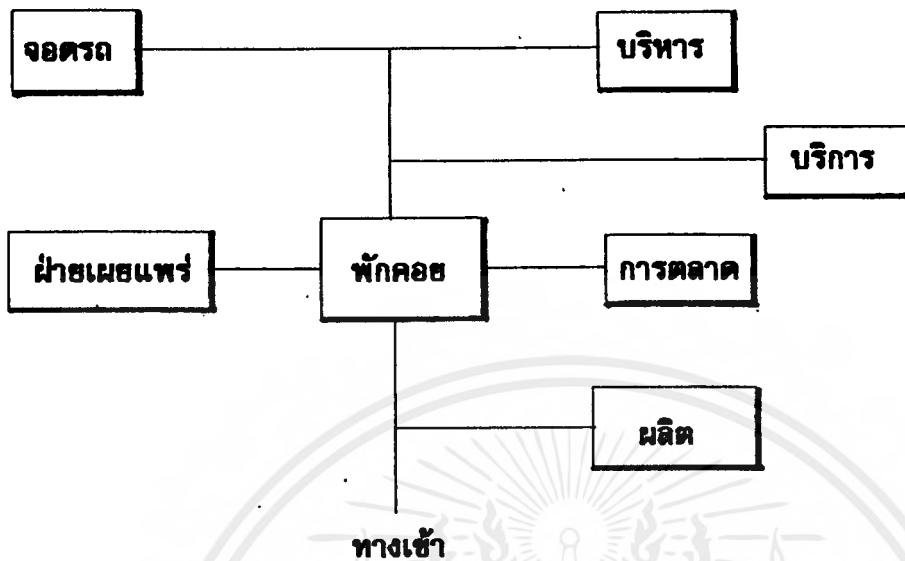 จอดรถ
บริหาร
บริการ
ฝ่ายเผยแพร่
พักคอย
การตลาด
ผลิต
ทางเข้า